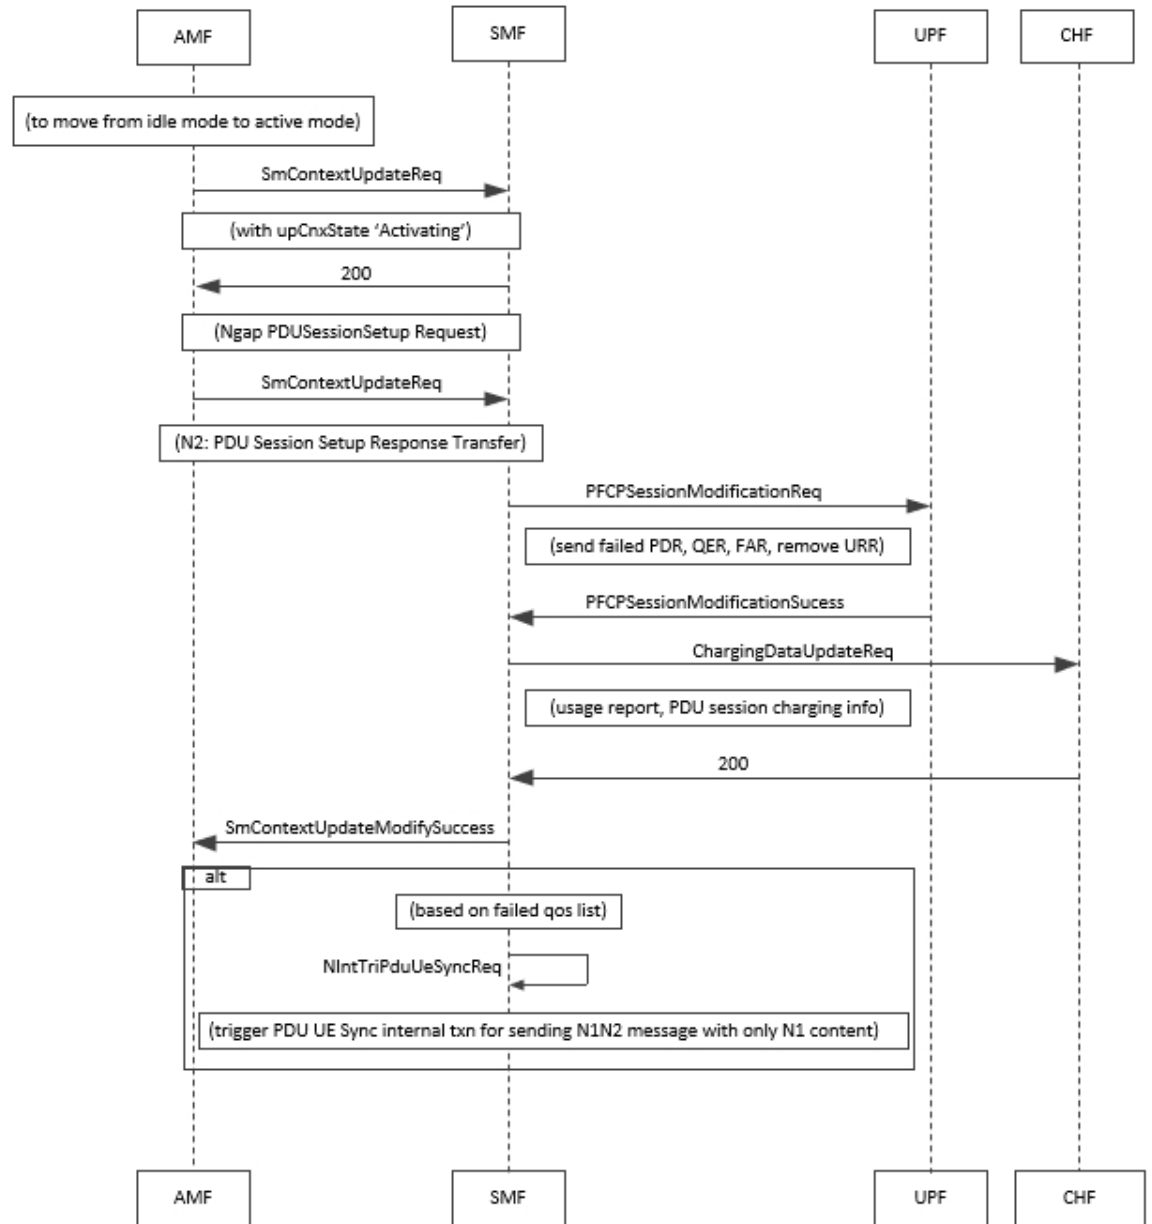 AMF
SMF
UPF
CHF
(to move from idle mode to active mode)
SmContextUpdateReq
(with upCnxState ‘Activating’)
200
(Ngap PDUSessionSetup Request)
SmContextUpdateReq
(N2: PDU Session Setup Response Transfer)
PFCPSessionModificationReq
(send failed PDR, QER, FAR, remove URR)
PFCPSessionModificationSucess
ChargingDataUpdateReq
(usage report, PDU session charging info)
200
SmContextUpdateModifySuccess
alt
(based on failed qos list)
NIntTriPduUeSyncReq
(trigger PDU UE Sync internal txn for sending N1N2 message with only N1 content)
AMF
SMF
UPF
CHF